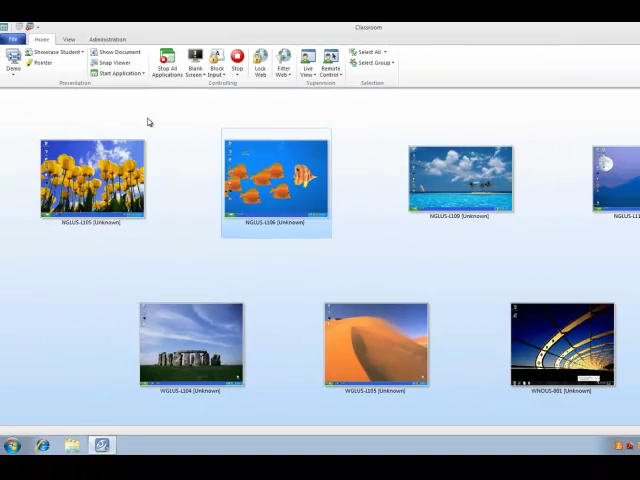 Classroom
File
Home
View
Administration
Demo
Showcase Student
Pointer
Show Document
Snap Viewer
Start Application
Presentation
Stop All
Applications
Blank
Screen
Block
Input
Stop
Lock
Web
Filter
Web
Controlling
Live
View
Remote
Control
Supervision
Select All
Select Group
Selection
NGLUS-L105 [Unknown]
NGLUS-L106 [Unknown]
NGLUS-L109 [Unknown]
WGLUS-L104 [Unknown]
WGLUS-L105 [Unknown]
WNOUS-001 [Unknown]